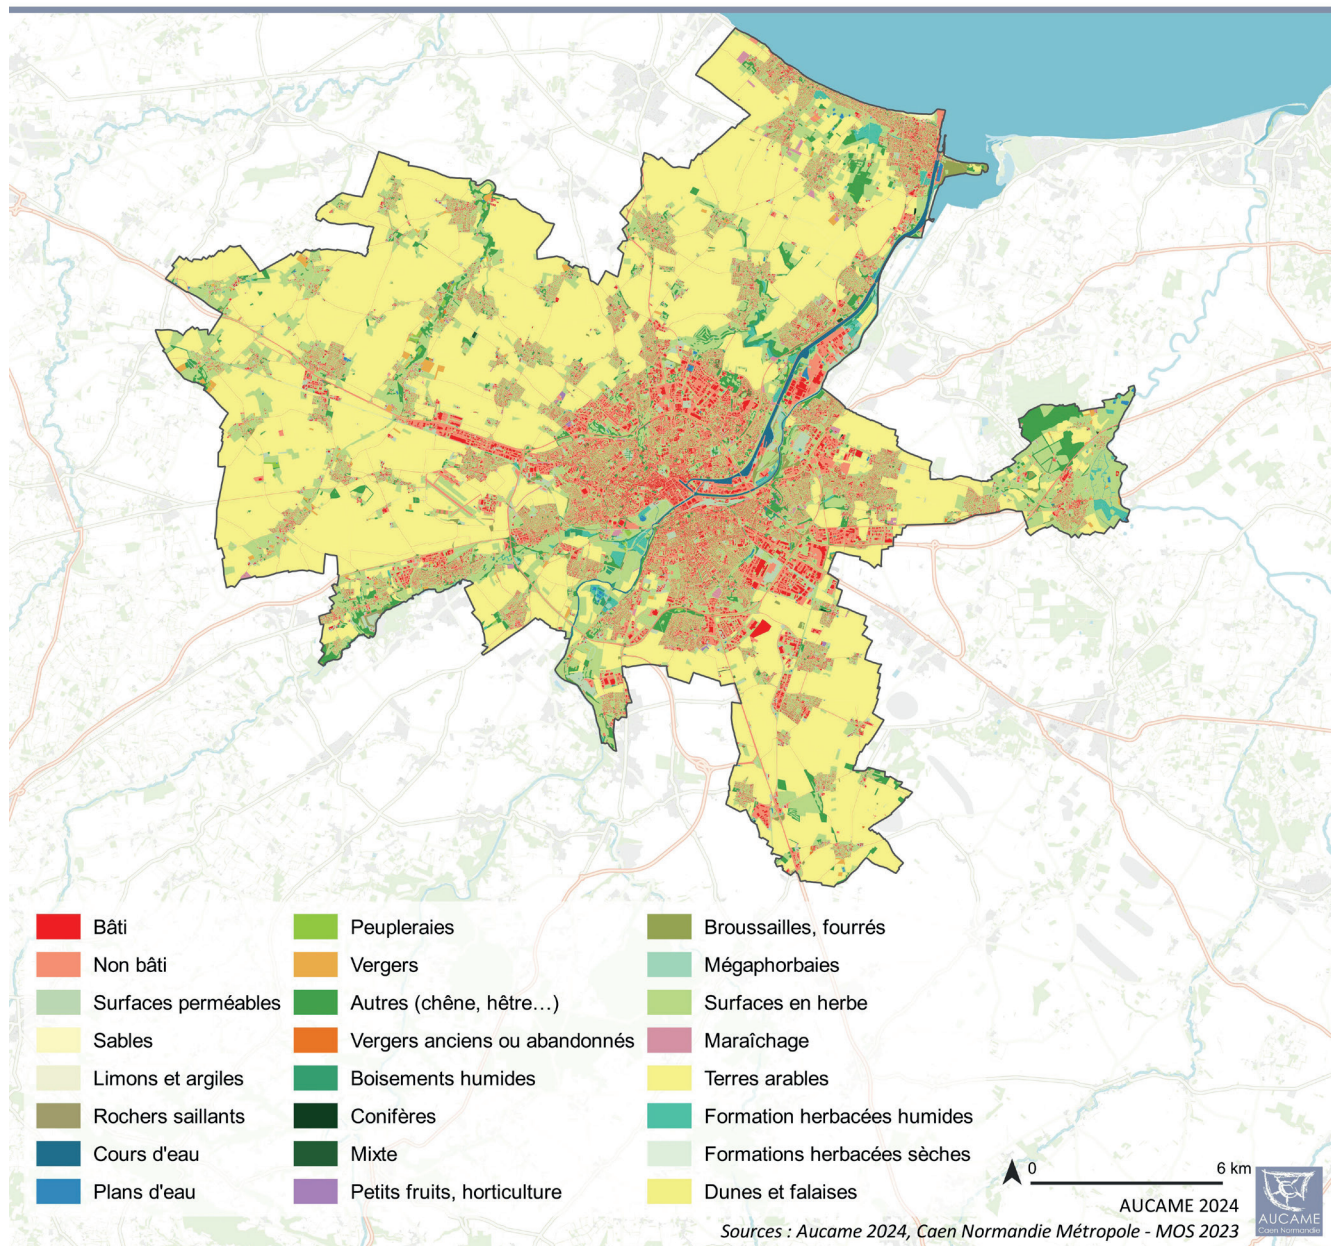 Bâti
Non bâti
Surfaces perméables
Sables
Limons et argiles
Rochers saillants
Cours d'eau
Plans d'eau
Peupleraies
Vergers
Autres (chêne, hêtre...)
Vergers anciens ou abandonnés
Boisements humides
Conifères
Mixte
Petits fruits, horticulture
Broussailles, fourrés
Mégaphorbaies
Surfaces en herbe
Maraîchage
Terres arables
Formation herbacées humides
Formations herbacées sèches
Dunes et falaises
0 6 km
AUCAME 2024
Sources : Aucame 2024, Caen Normandie Métropole - MOS 2023
AUCAME
Caen Normandie